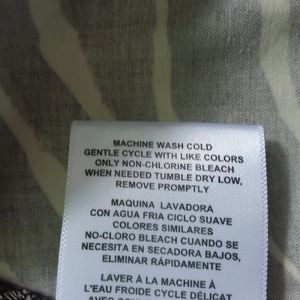 MACHINE WASH COLD
GENTLE CYCLE WITH LIKE COLORS
ONLY NON-CHLORINE BLEACH
WHEN NEEDED TUMBLE DRY LOW,
REMOVE PROMPTLY
MAQUINA LAVADORA
CON AGUA FRIA CICLO SUAVE
COLORES SIMILARES
NO-CLORO BLEACH CUANDO SE
NECESITA EN SECADORA BAJOS,
ELIMINAR RÁPIDAMENTE
LAVER À LA MACHINE À
L'EAU FROIDE CYCLE DÉLICAT